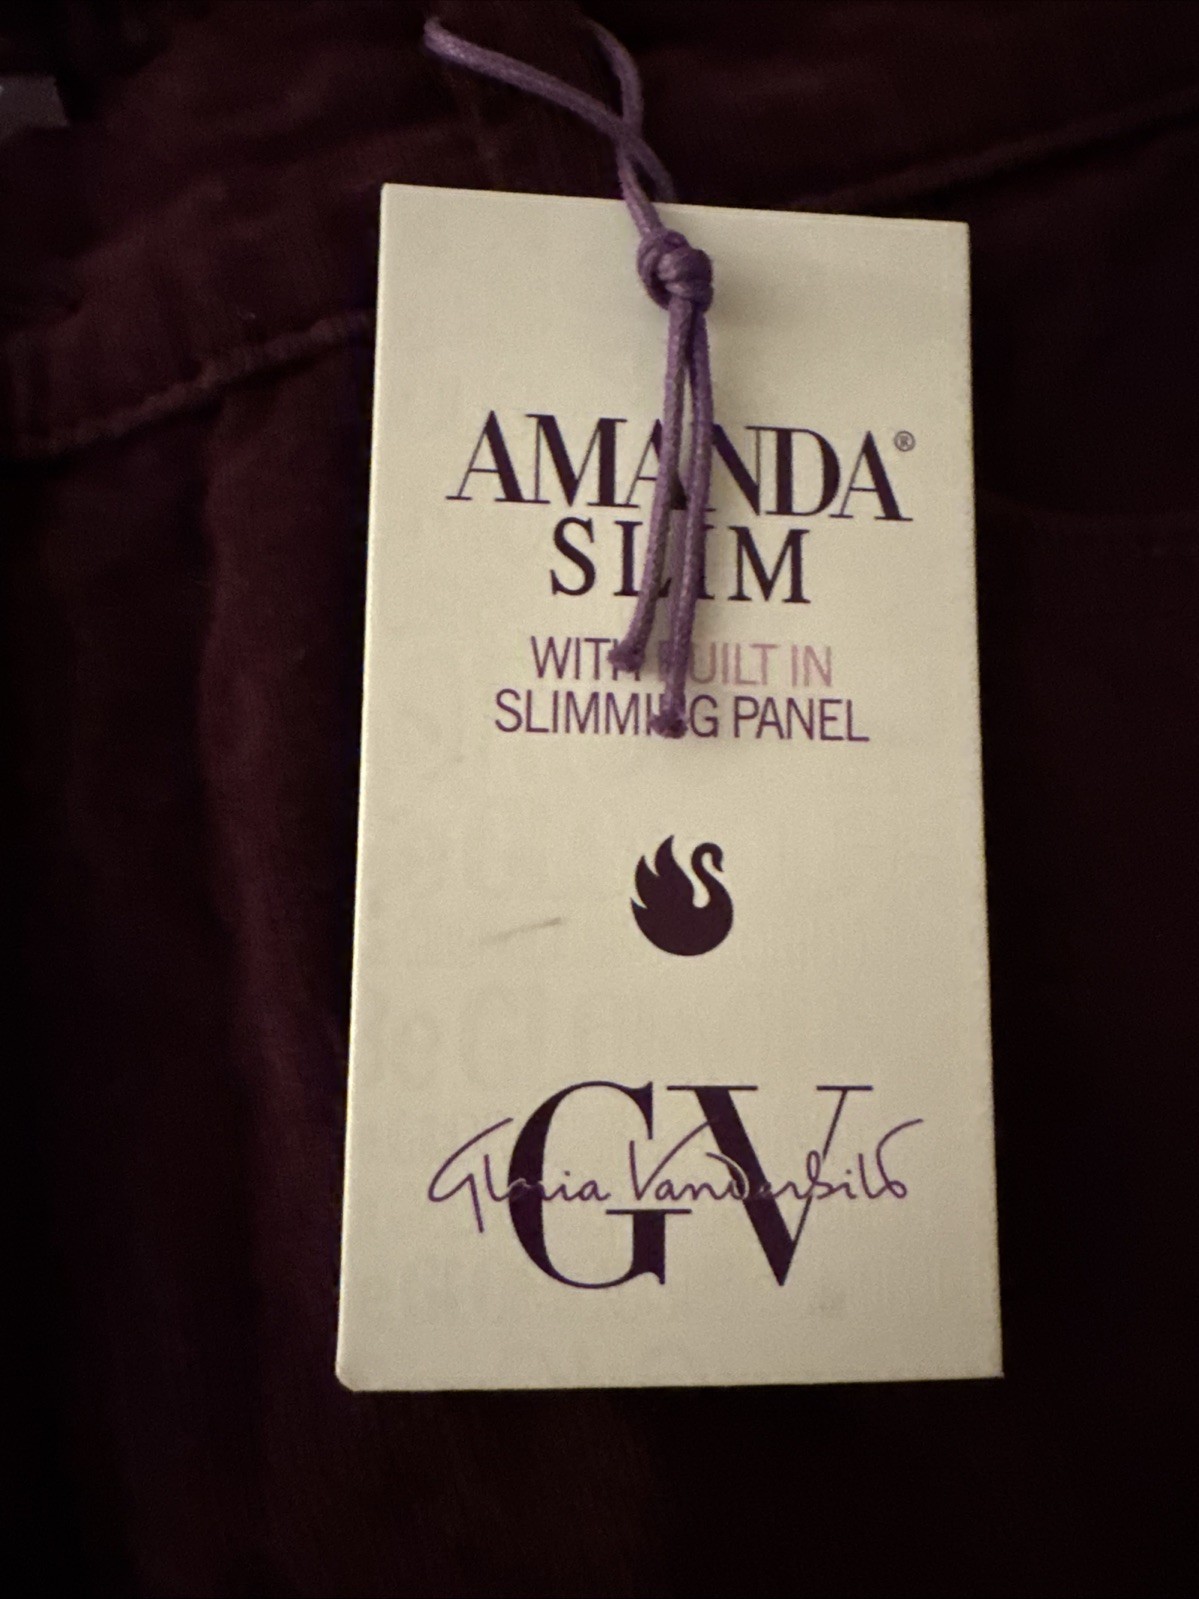 AMANDA®
SLIM
WITH BUILT IN
SLIMMING PANEL
GV
Gloria Vanderbilt